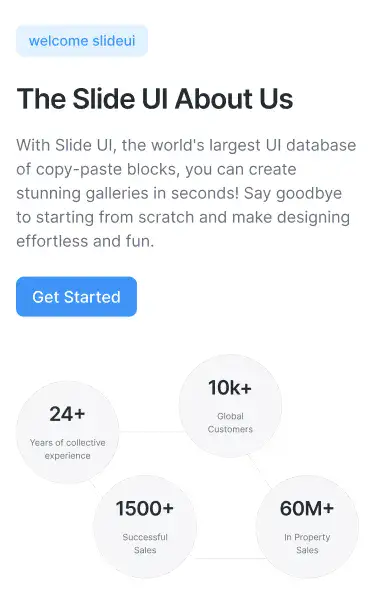 welcome slideui
The Slide UI About Us
With Slide UI, the world's largest UI database
of copy-paste blocks, you can create
stunning galleries in seconds! Say goodbye
to starting from scratch and make designing
effortless and fun.
Get Started
10k+
Global
Customers
24+
Years of collective
experience
1500+
Successful
Sales
60M+
In Property
Sales